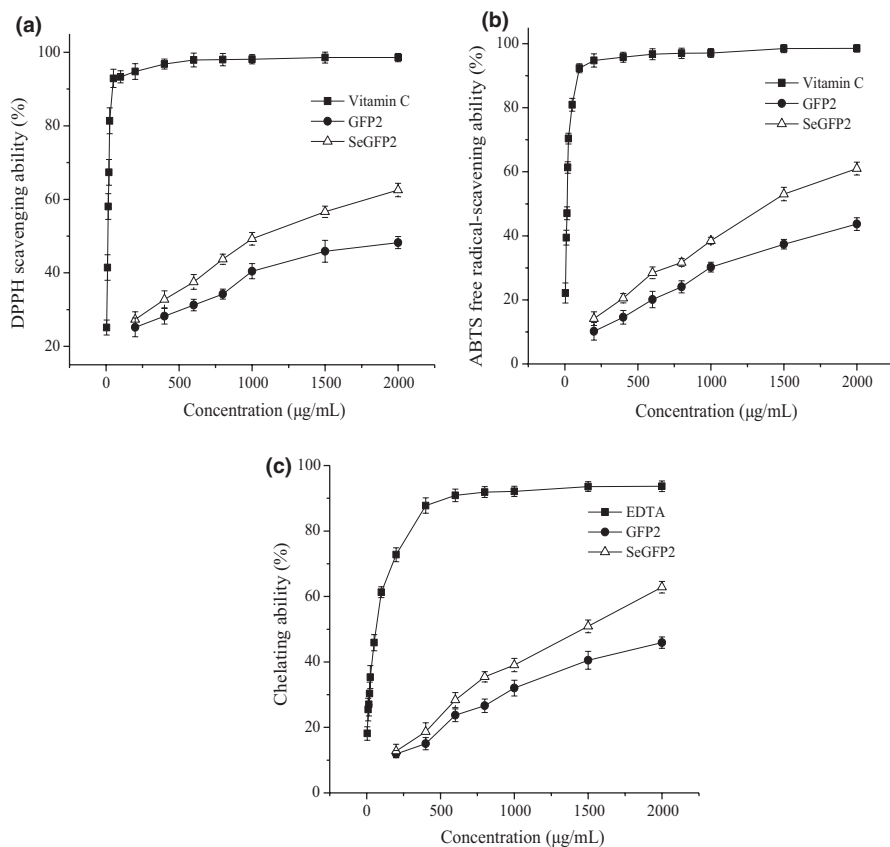 (a)
100
80
60
40
20
DPPH scavenging ability (%)
Vitamin C
GFP2
SeGFP2
0 500 1000 1500 2000
Concentration (μg/mL)
(b)
100
80
60
40
20
0
ABTS free radical-scavening ability (%)
Vitamin C
GFP2
SeGFP2
0 500 1000 1500 2000
Concentration (μg/mL)
(c)
100
80
60
40
20
0
Chelating ability (%)
EDTA
GFP2
SeGFP2
0 500 1000 1500 2000
Concentration (μg/mL)